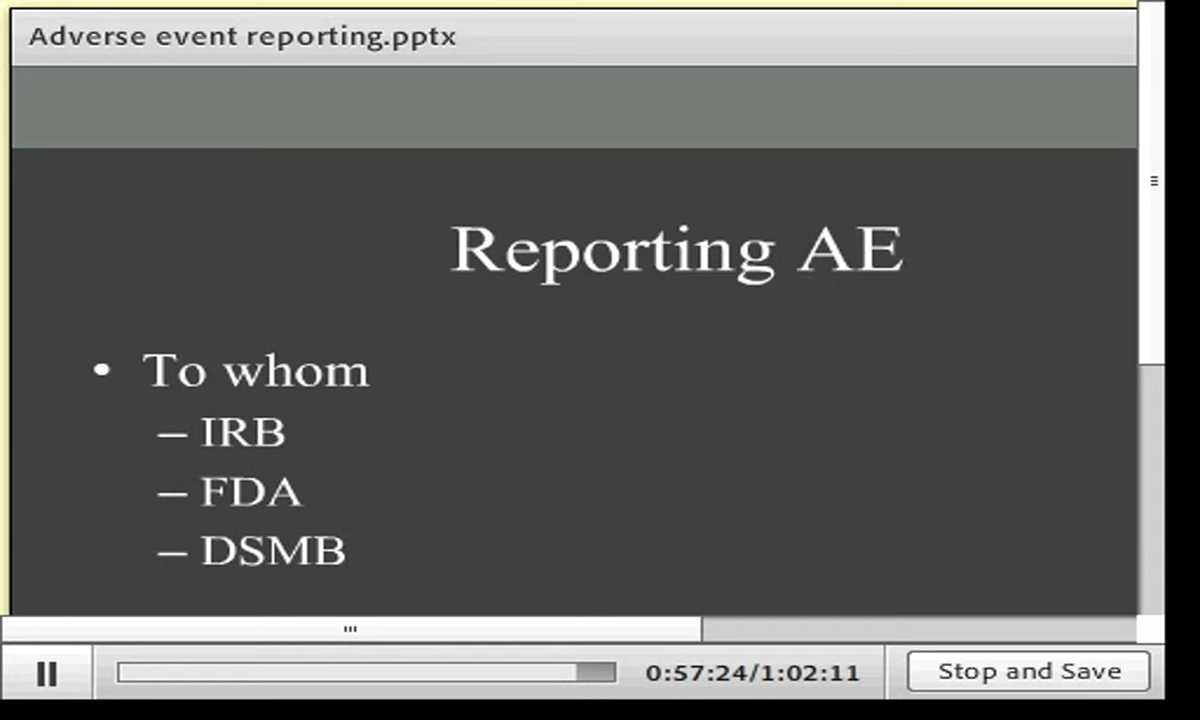 Adverse event reporting.pptx
Reporting AE
• To whom
– IRB
– FDA
– DSMB
0:57:24/1:02:11
Stop and Save